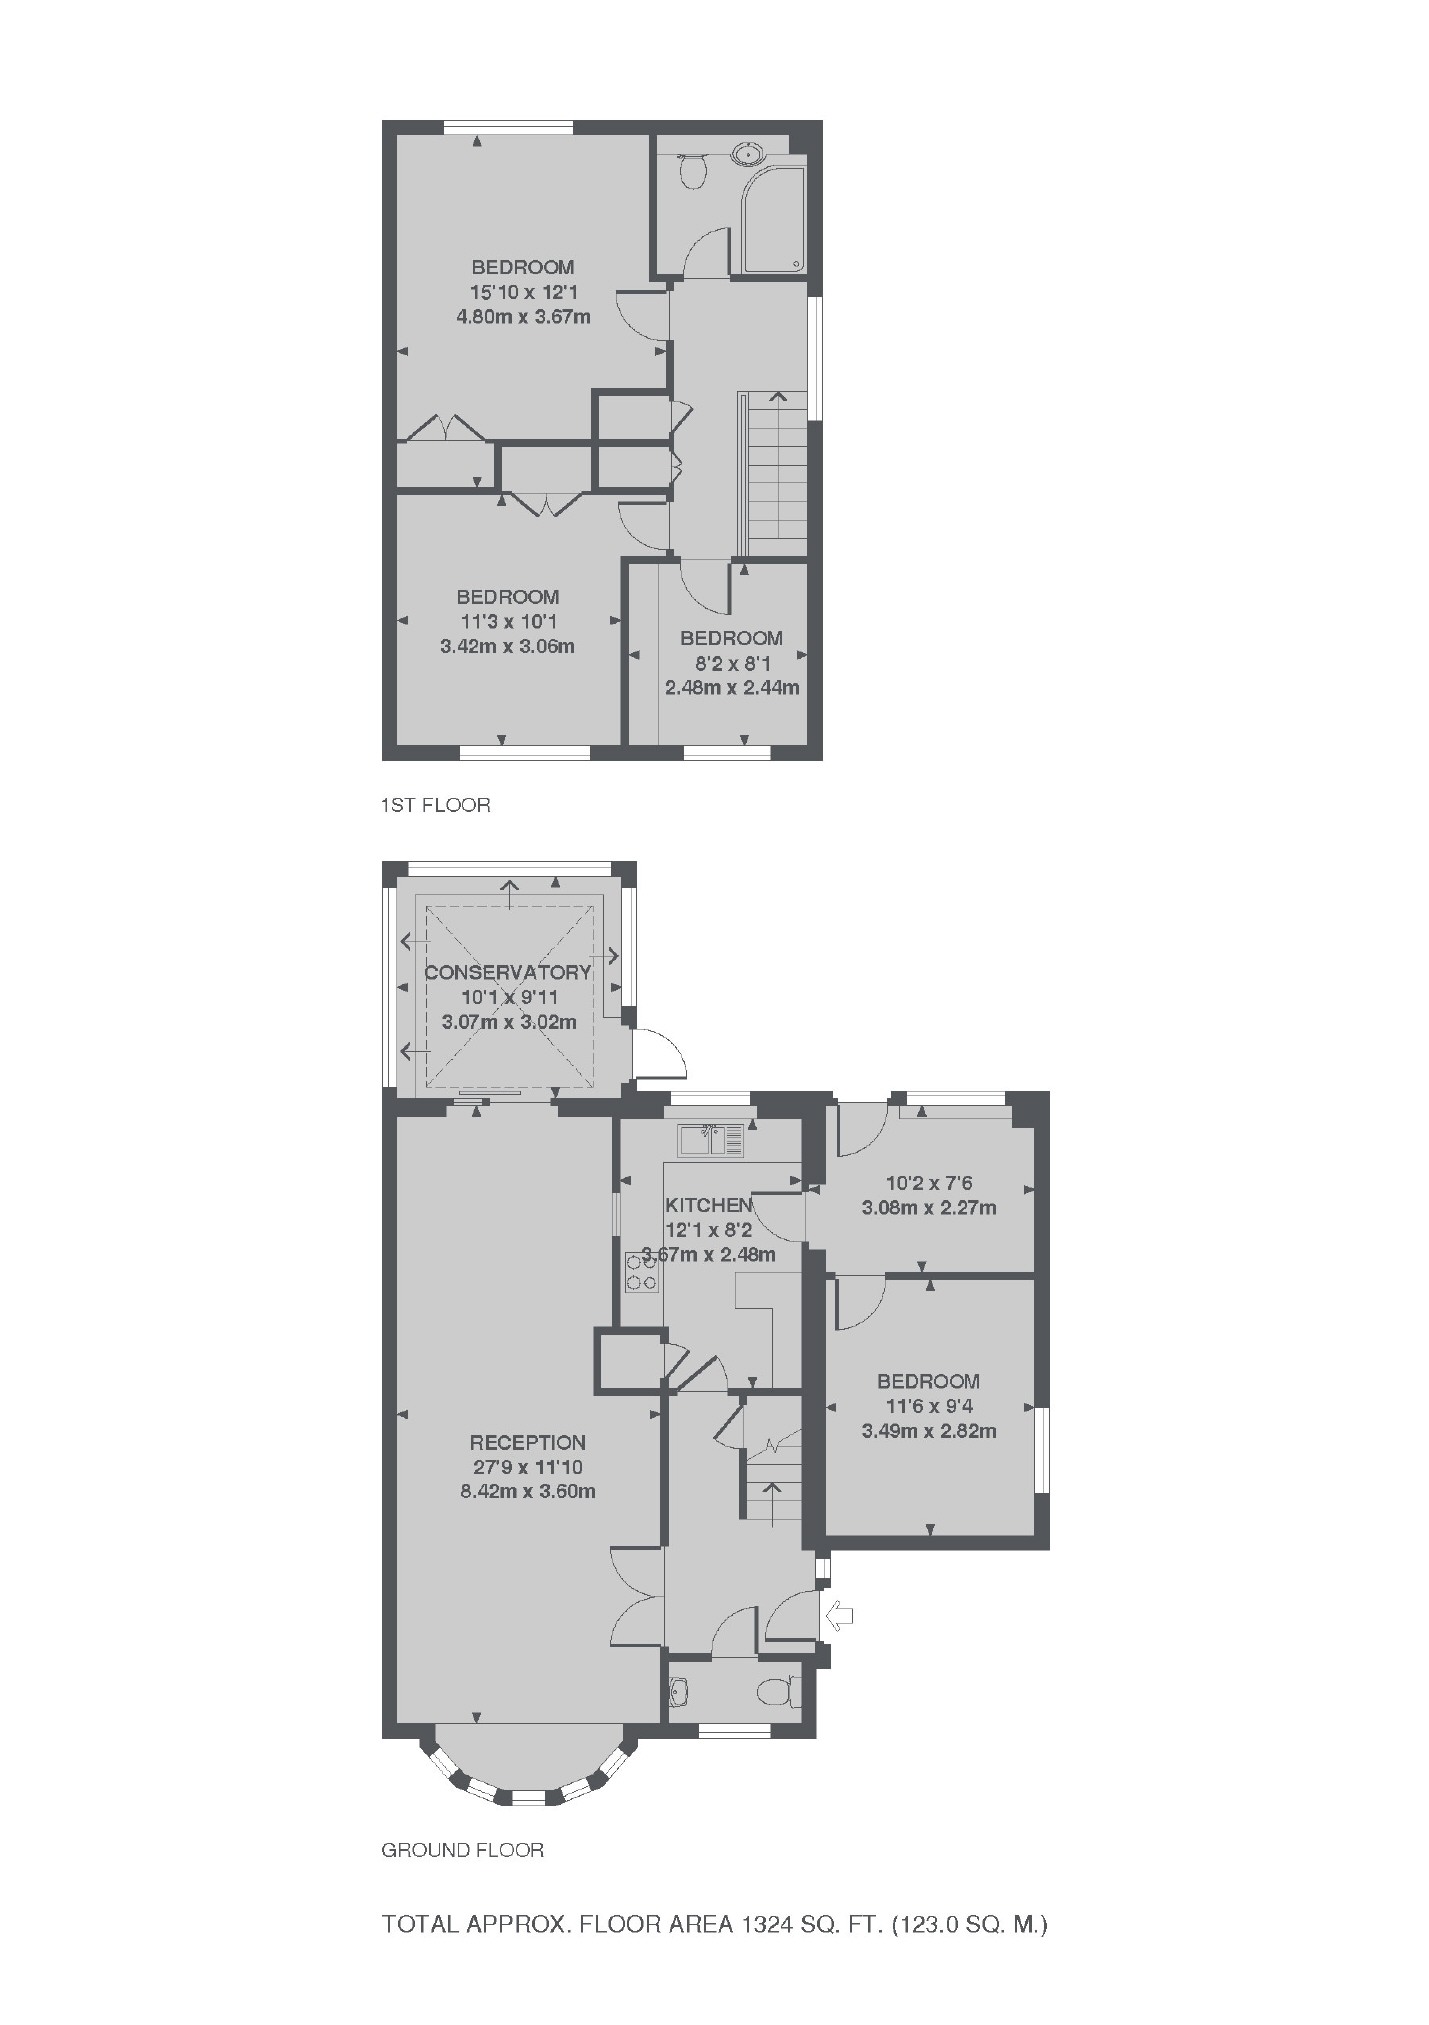 BEDROOM
15'10 x 12'1
4.80m x 3.67m
BEDROOM
11'3 x 10'1
3.42m x 3.06m
BEDROOM
8'2 x 8'1
2.48m x 2.44m
1ST FLOOR
CONSERVATORY
10'1 x 9'11
3.07m x 3.02m
10'2 x 7'6
3.08m x 2.27m
KITCHEN
12'1 x 8'2
3.67m x 2.48m
BEDROOM
11'6 x 9'4
3.49m x 2.82m
RECEPTION
27'9 x 11'10
8.42m x 3.60m
GROUND FLOOR
TOTAL APPROX. FLOOR AREA 1324 SQ. FT. (123.0 SQ. M.)